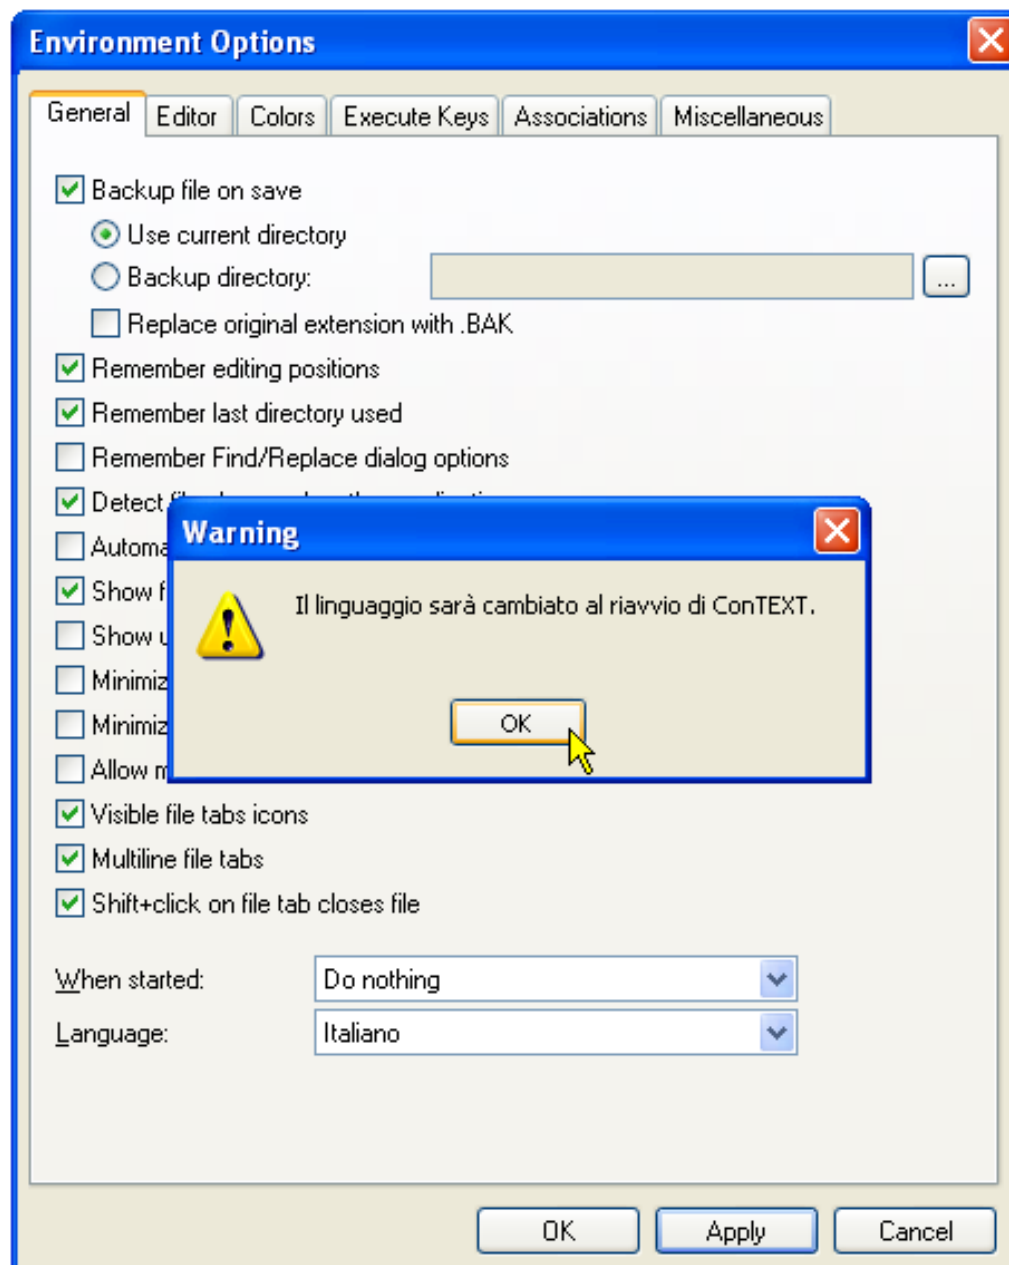 Environment Options
General Editor Colors Execute Keys Associations Miscellaneous
Backup file on save
Use current directory
Backup directory: ...
Replace original extension with .BAK
Remember editing positions
Remember last directory used
Remember Find/Replace dialog options
Detect
Warning
Show
Il linguaggio sarà cambiato al riavvio di ConTEXT.
Show
OK
Allow
Visible file tabs icons
Multiline file tabs
Shift+click on file tab closes file
When started: Do nothing
Language: Italiano
OK Apply Cancel